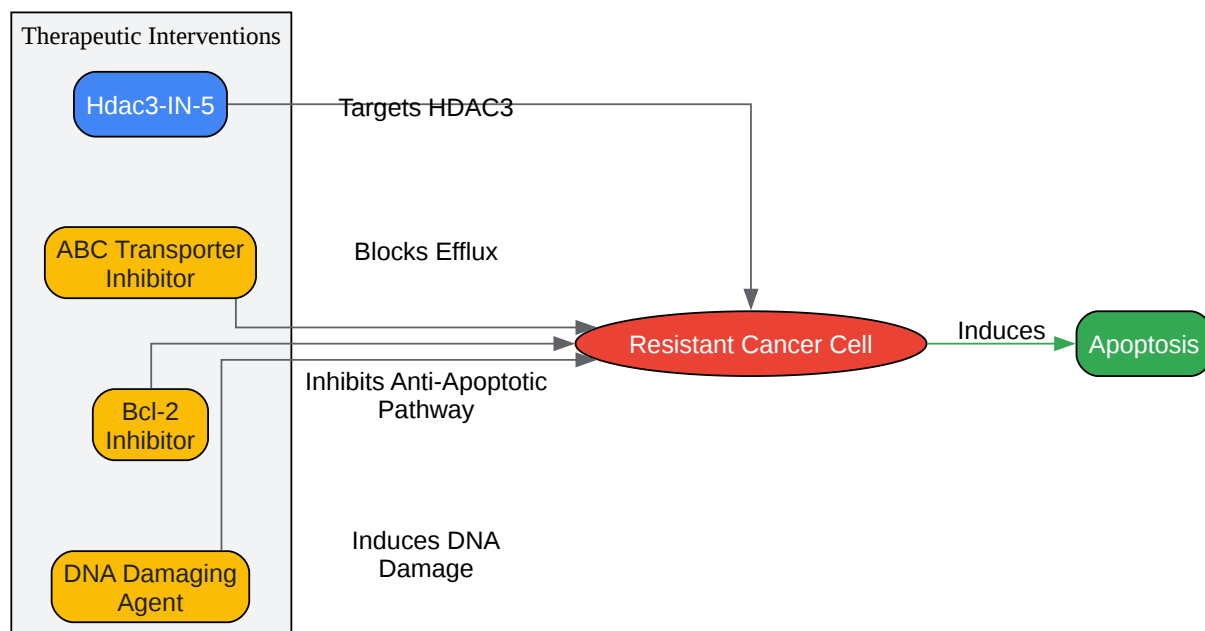 Therapeutic Interventions
Hdac3-IN-5
Targets HDAC3
ABC Transporter
Inhibitor
Blocks Efflux
Resistant Cancer Cell
Induces
Apoptosis
Inhibits Anti-Apoptotic
Pathway
Bcl-2
Inhibitor
Induces DNA
Damage
DNA Damaging
Agent